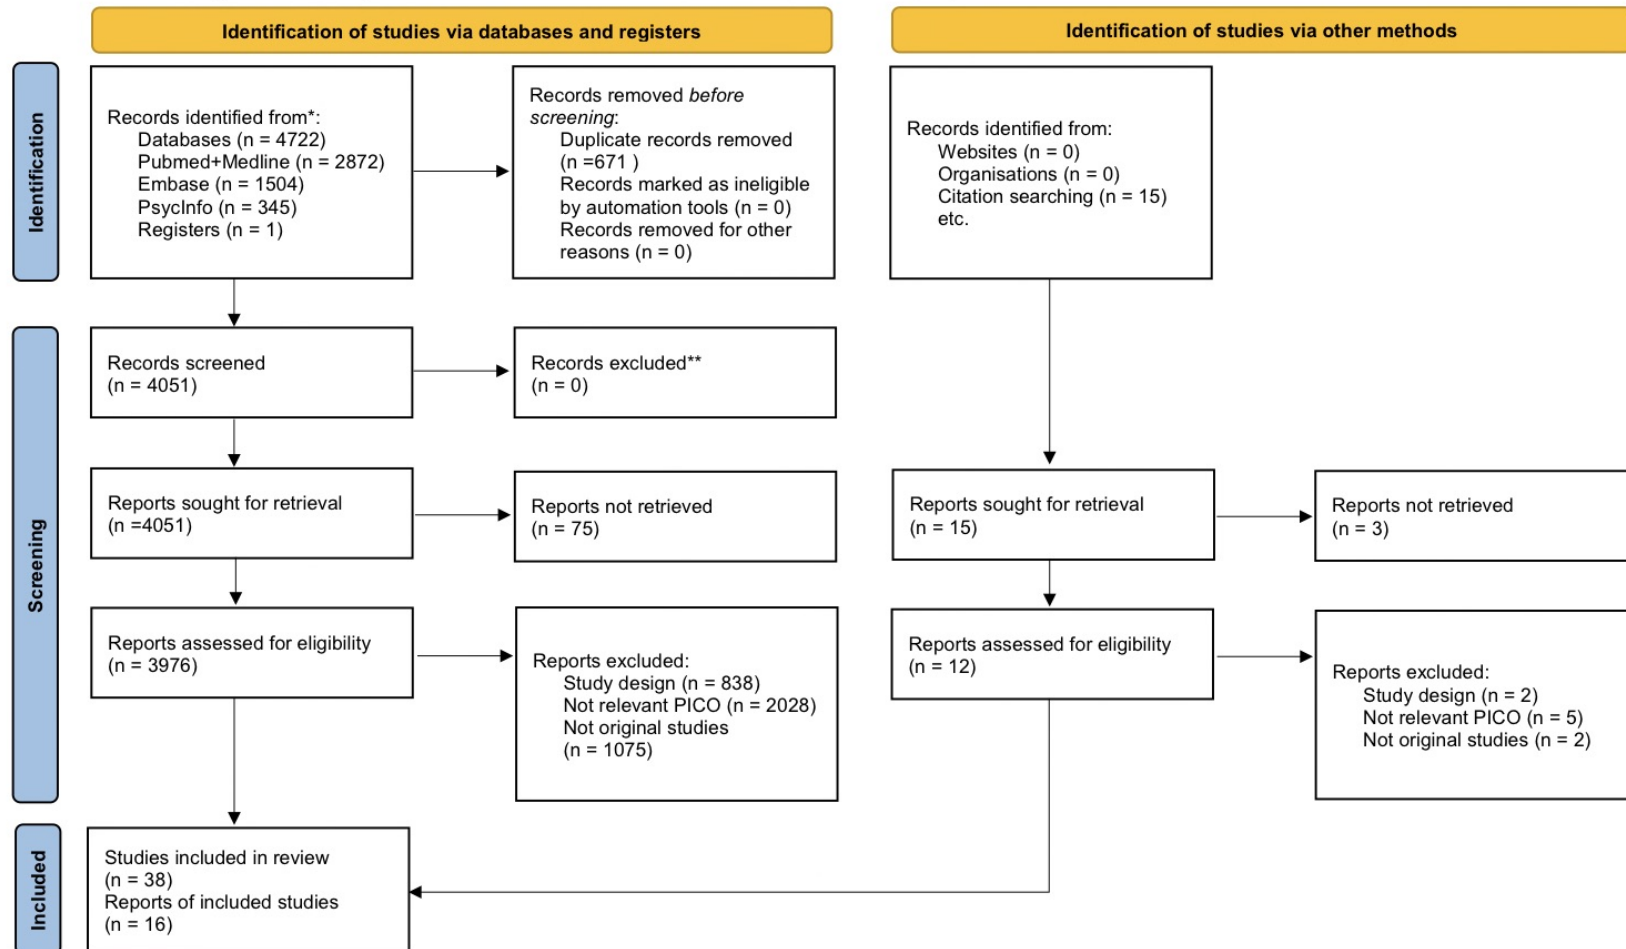 Identification of studies via databases and registers
Identification of studies via other methods
Identification
Records identified from*:
Databases (n = 4722)
Pubmed+Medline (n = 2872)
Embase (n = 1504)
PsycInfo (n = 345)
Registers (n = 1)
Records removed before
screening:
Duplicate records removed
(n =671 )
Records marked as ineligible
by automation tools (n = 0)
Records removed for other
reasons (n = 0)
Records identified from:
Websites (n = 0)
Organisations (n = 0)
Citation searching (n = 15)
etc.
Screening
Records screened
(n = 4051)
Records excluded**
(n = 0)
Reports sought for retrieval
(n =4051)
Reports not retrieved
(n = 75)
Reports sought for retrieval
(n = 15)
Reports not retrieved
(n = 3)
Reports assessed for eligibility
(n = 3976)
Reports excluded:
Study design (n = 838)
Not relevant PICO (n = 2028)
Not original studies
(n = 1075)
Reports assessed for eligibility
(n = 12)
Reports excluded:
Study design (n = 2)
Not relevant PICO (n = 5)
Not original studies (n = 2)
Included
Studies included in review
(n = 38)
Reports of included studies
(n = 16)